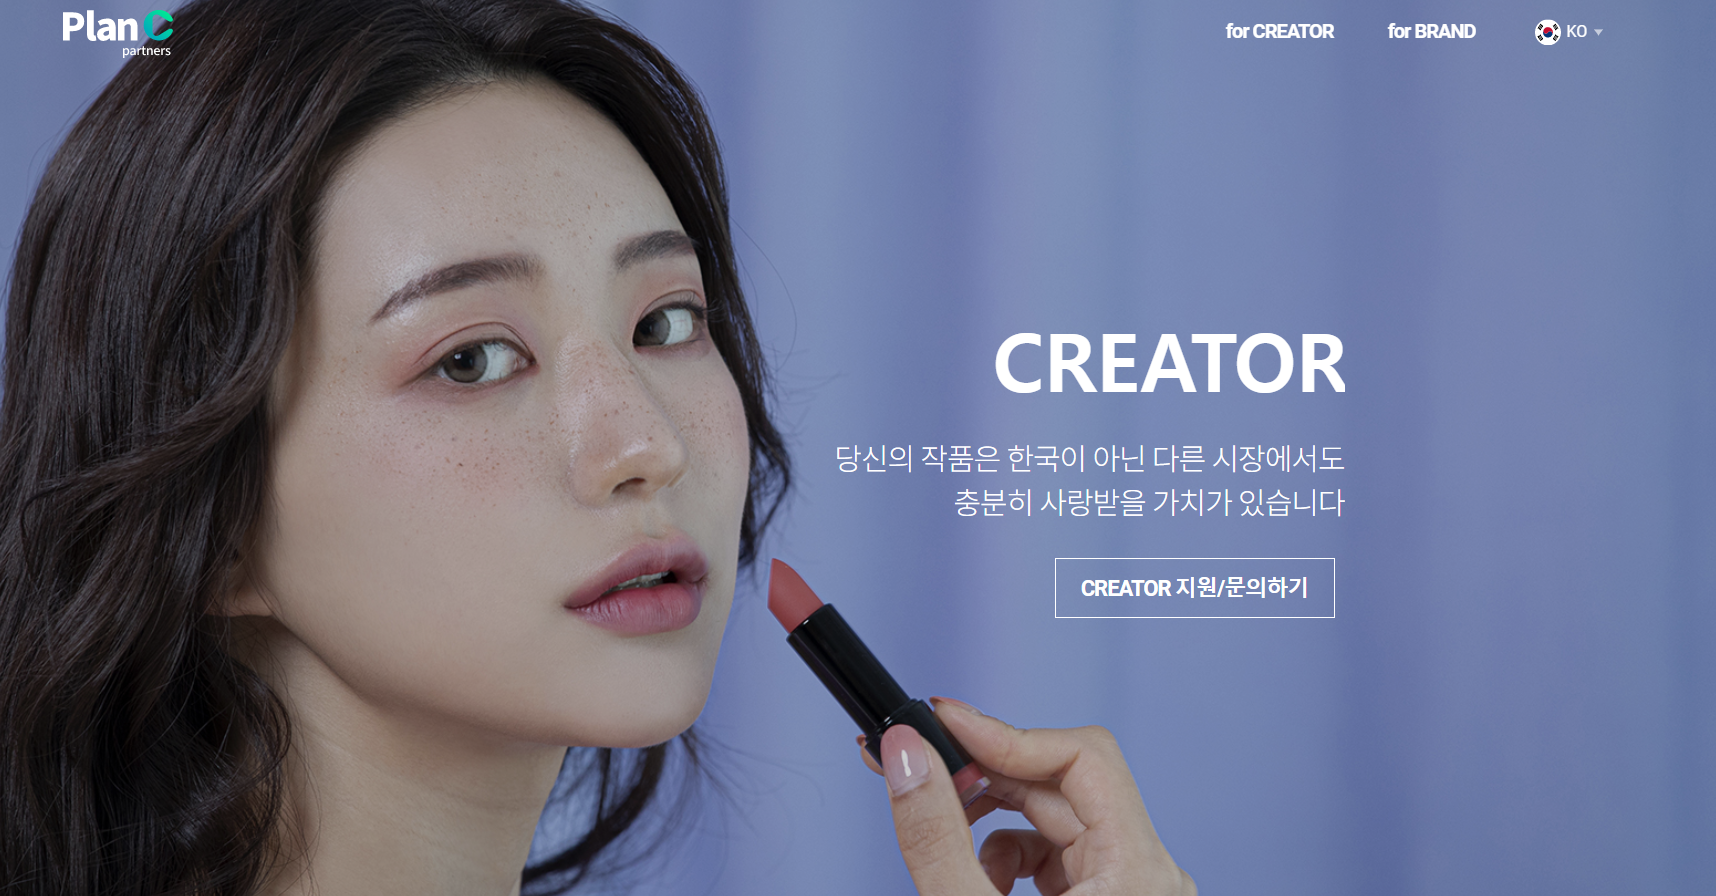 Plan C
partners
for CREATOR
for BRAND
KO
CREATOR
당신의 작품은 한국이 아닌 다른 시장에서도
충분히 사랑받을 가치가 있습니다
CREATOR 지원/문의하기